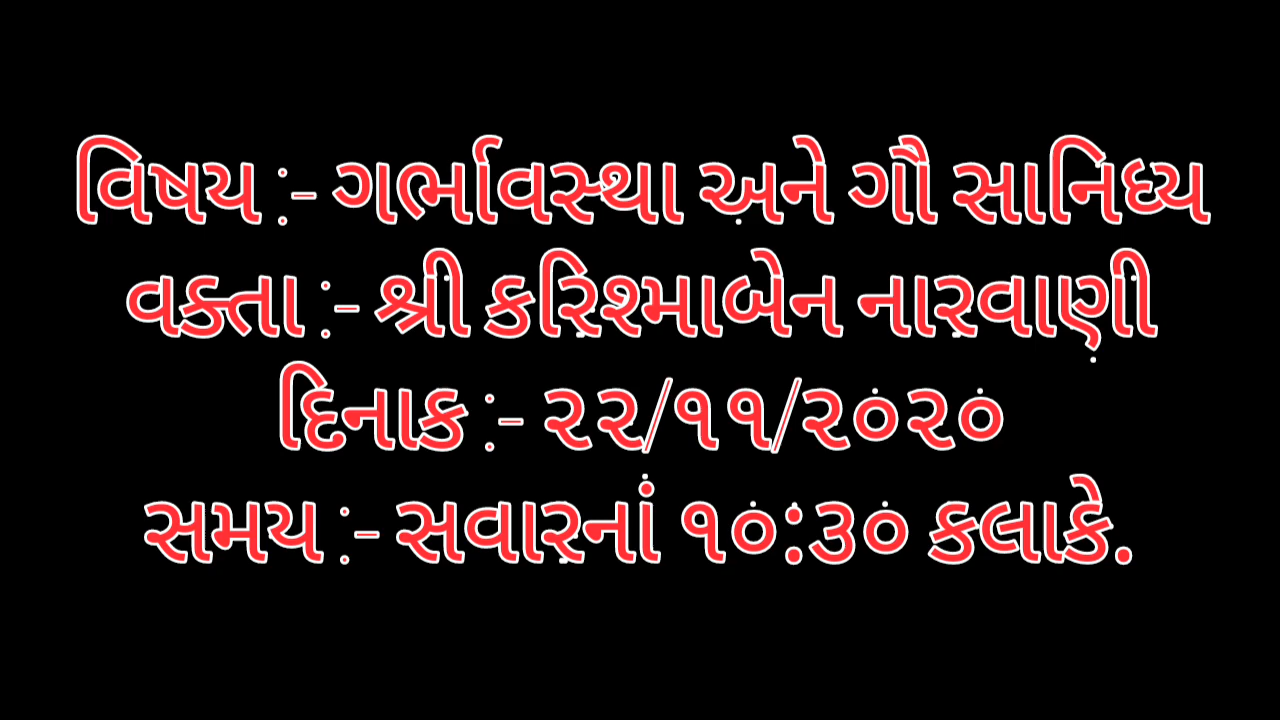 વિષય :- ગર્ભાવસ્થા અને ગૌ સાનિધ્ય
વક્તા :- શ્રી કરિશ્માબેન નારવાણી
દિનાક :- ૨૨/૧૧/૨૦૨૦
સમય :- સવારનાં ૧૦:૩૦ કલાકે.